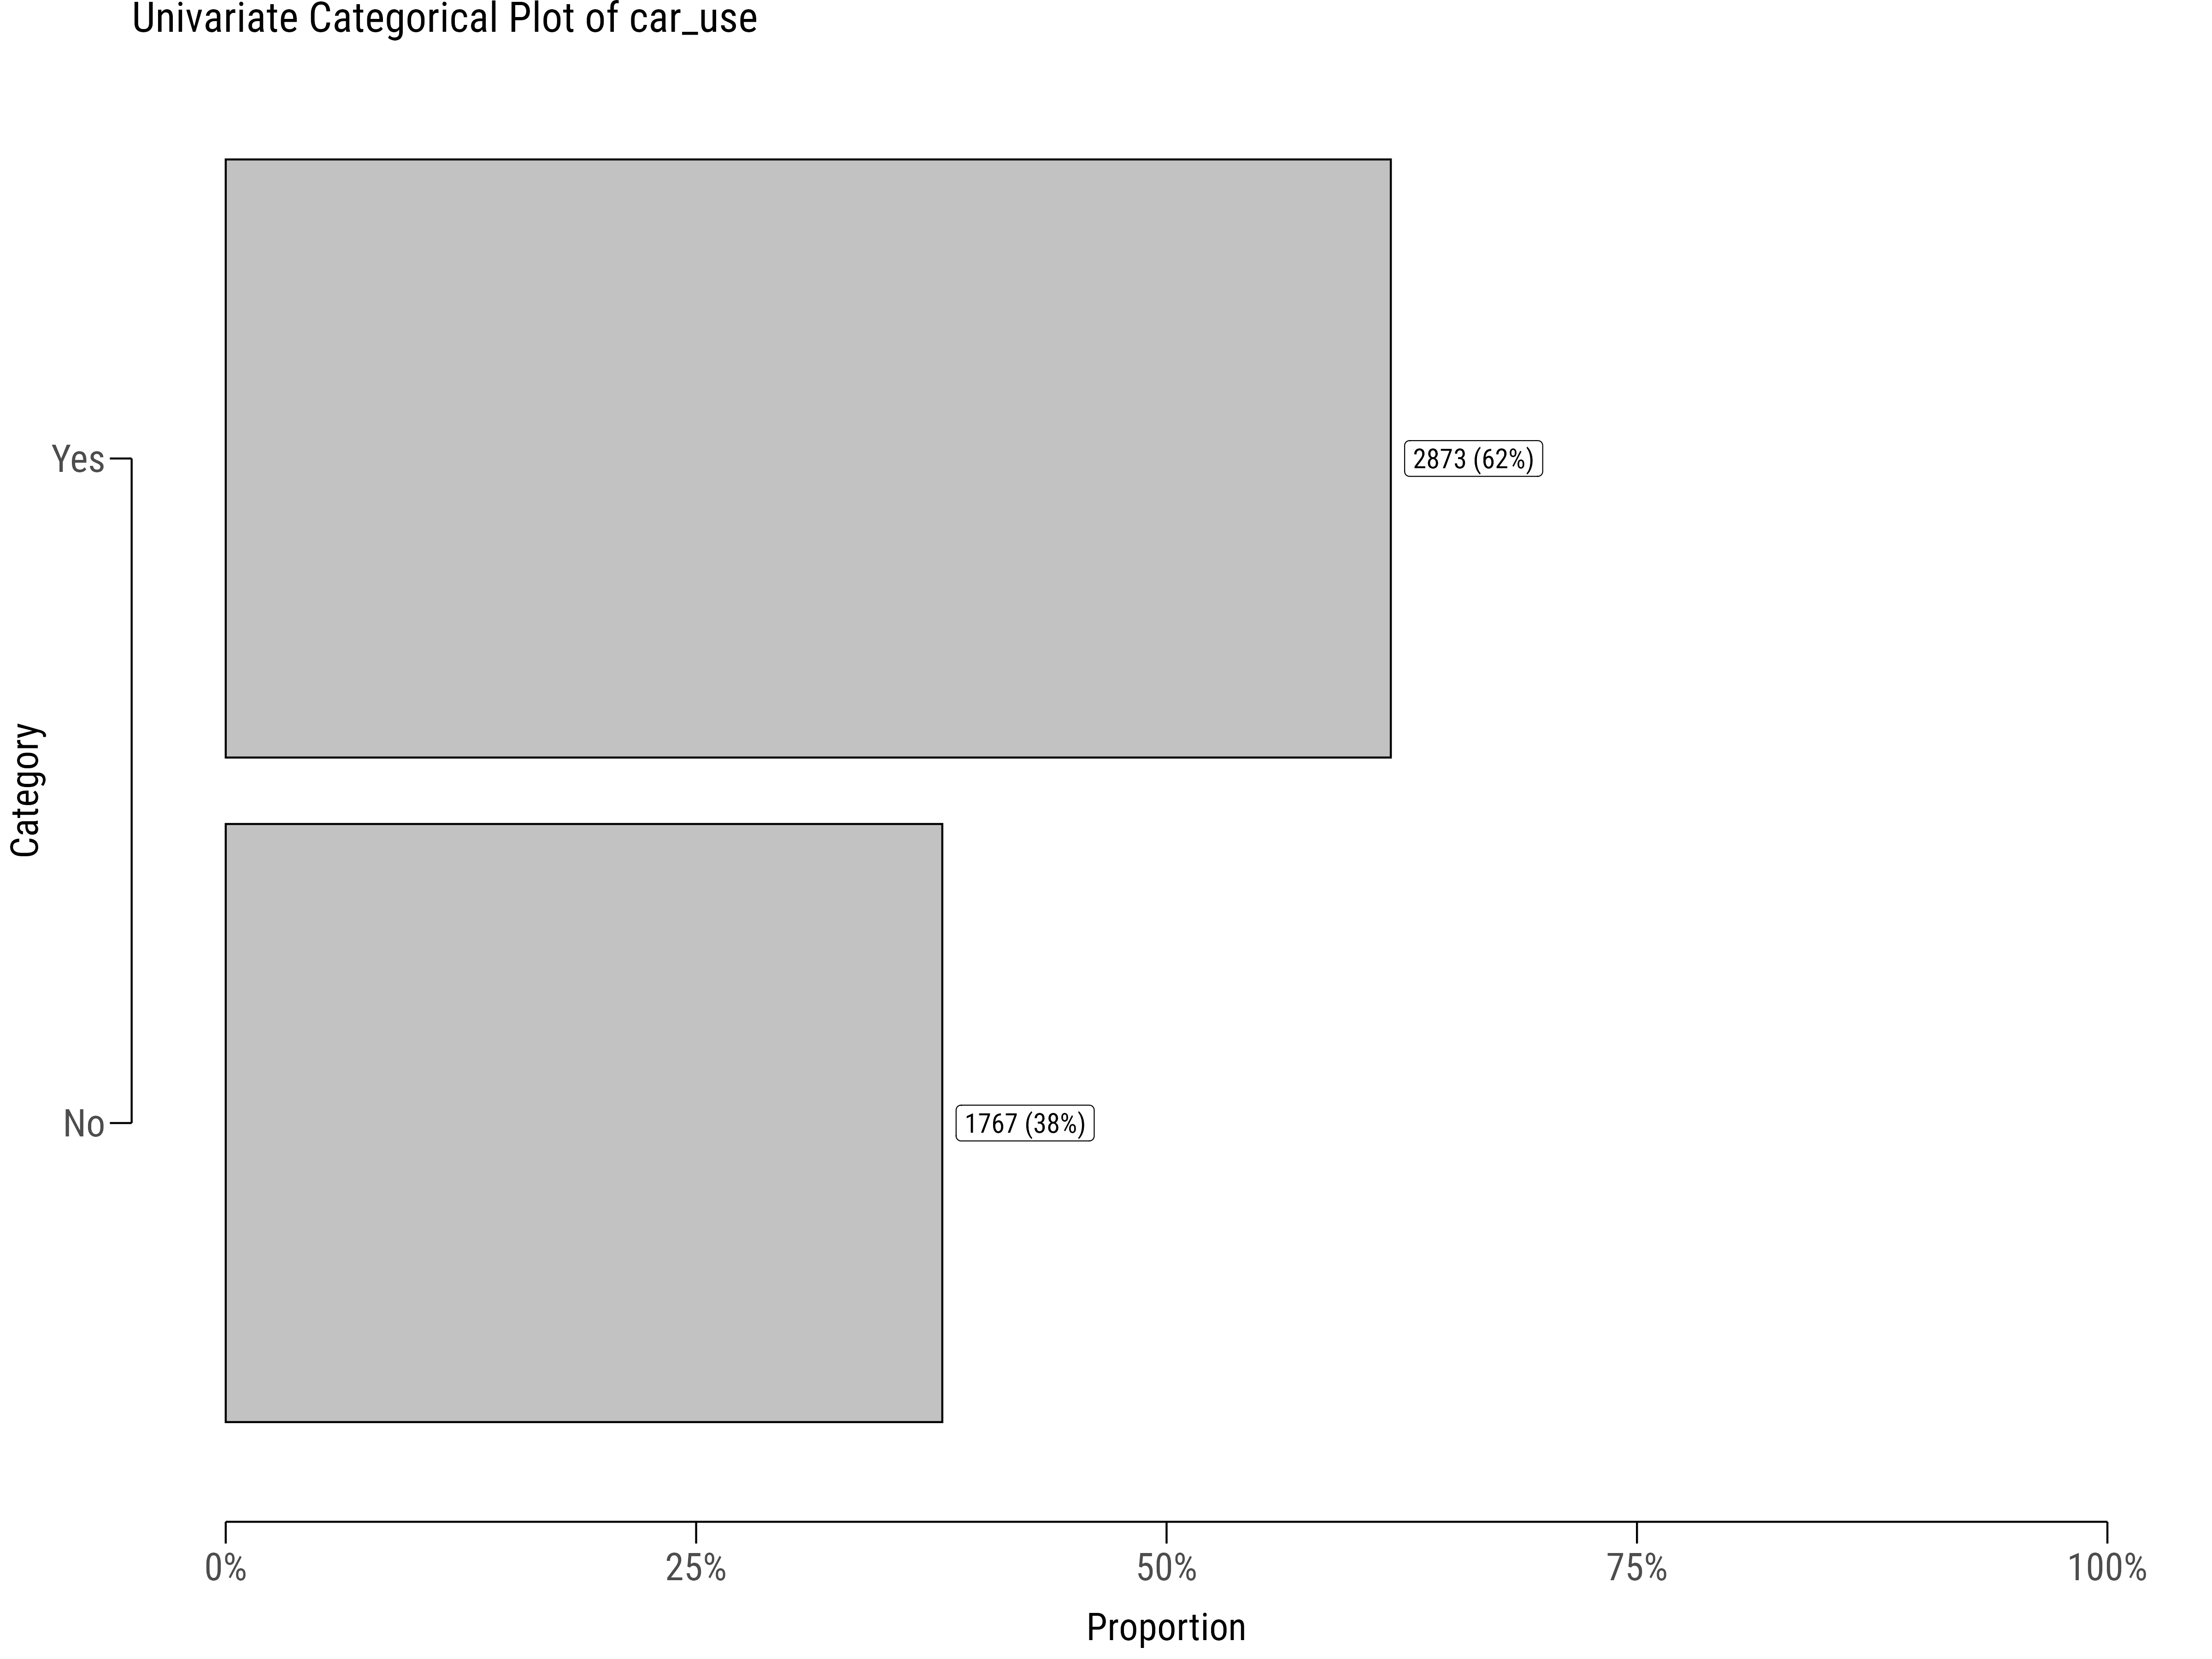 Univariate Categorical Plot of car_use
Category
Yes
2873 (62%)
No
1767 (38%)
0% 25% 50% 75% 100%
Proportion